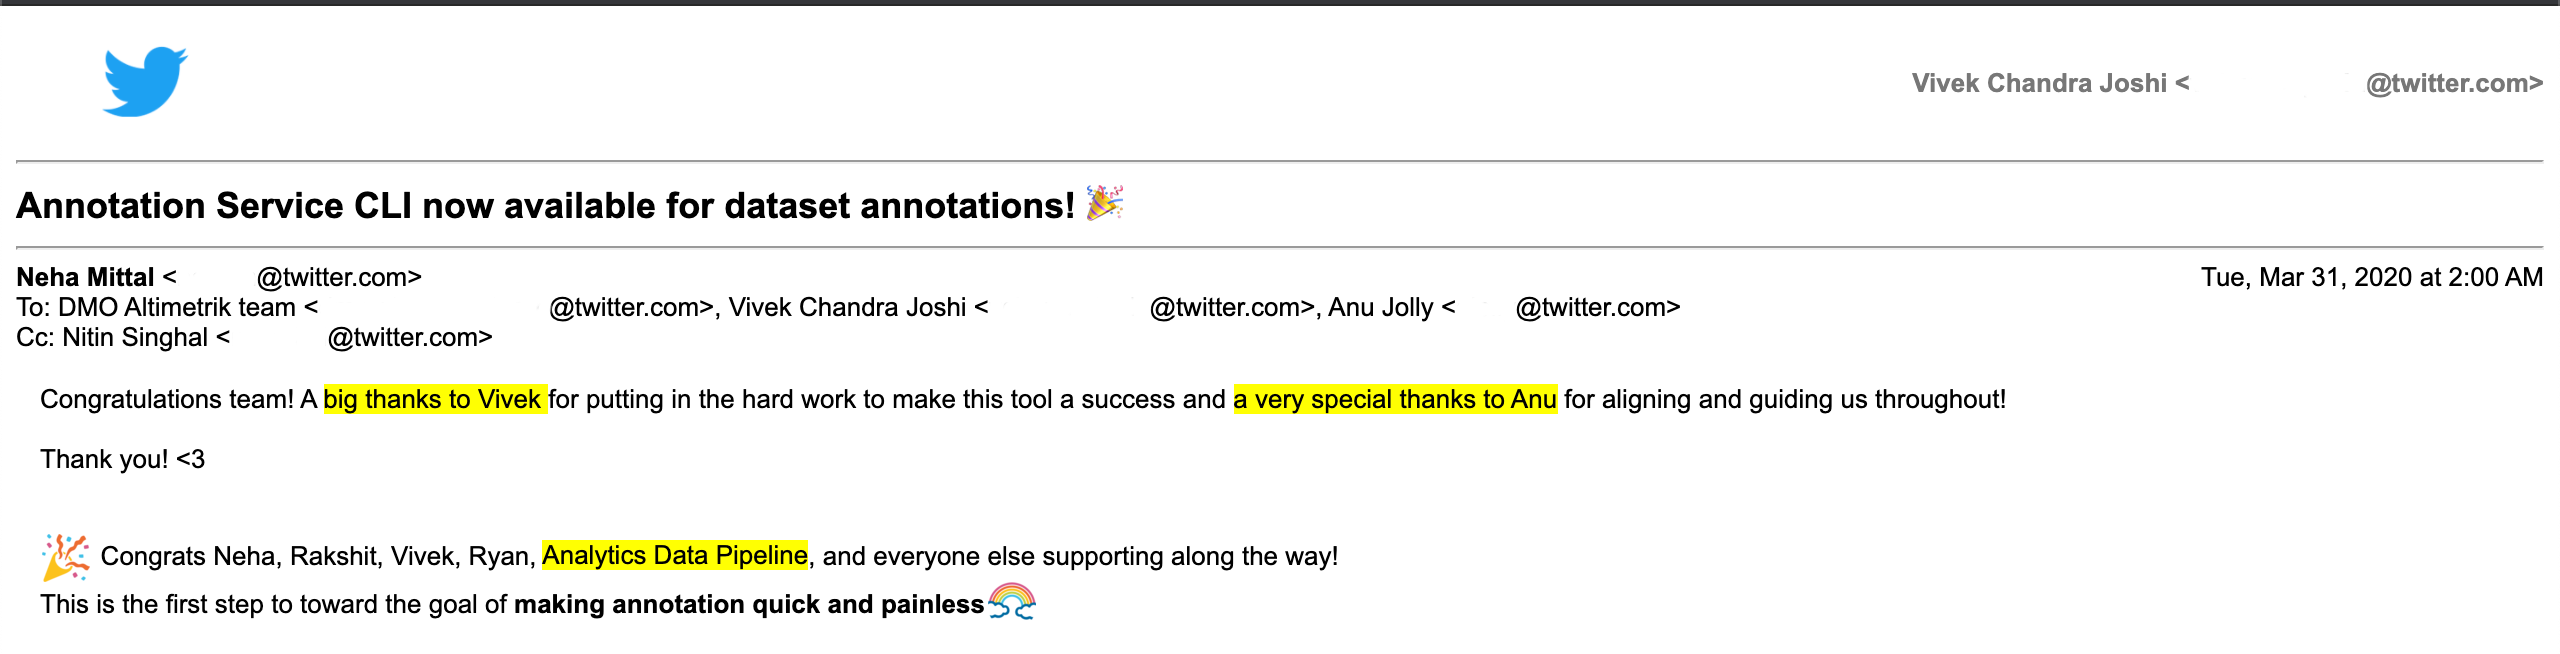 Vivek Chandra Joshi < @twitter.com>
Annotation Service CLI now available for dataset annotations! 🎉
Neha Mittal < @twitter.com> Tue, Mar 31, 2020 at 2:00 AM
To: DMO Altimetrik team < @twitter.com>, Vivek Chandra Joshi < @twitter.com>, Anu Jolly < @twitter.com>
Cc: Nitin Singhal < @twitter.com>
Congratulations team! A big thanks to Vivek for putting in the hard work to make this tool a success and a very special thanks to Anu for aligning and guiding us throughout!
Thank you! <3
🎉 Congrats Neha, Rakshit, Vivek, Ryan, Analytics Data Pipeline, and everyone else supporting along the way!
This is the first step to toward the goal of making annotation quick and painless🌈